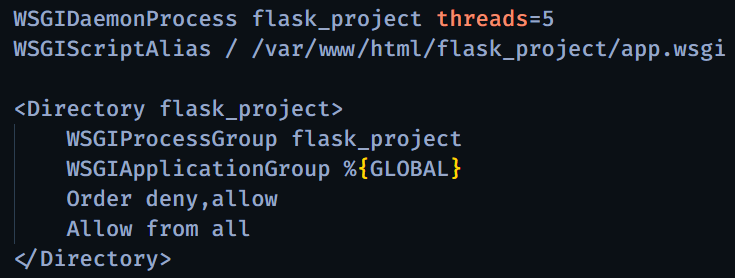 WSGIDaemonProcess flask_project threads=5
WSGIScriptAlias / /var/www/html/flask_project/app.wsgi
<Directory flask_project>
WSGIProcessGroup flask_project
WSGIApplicationGroup %{GLOBAL}
Order deny,allow
Allow from all
</Directory>